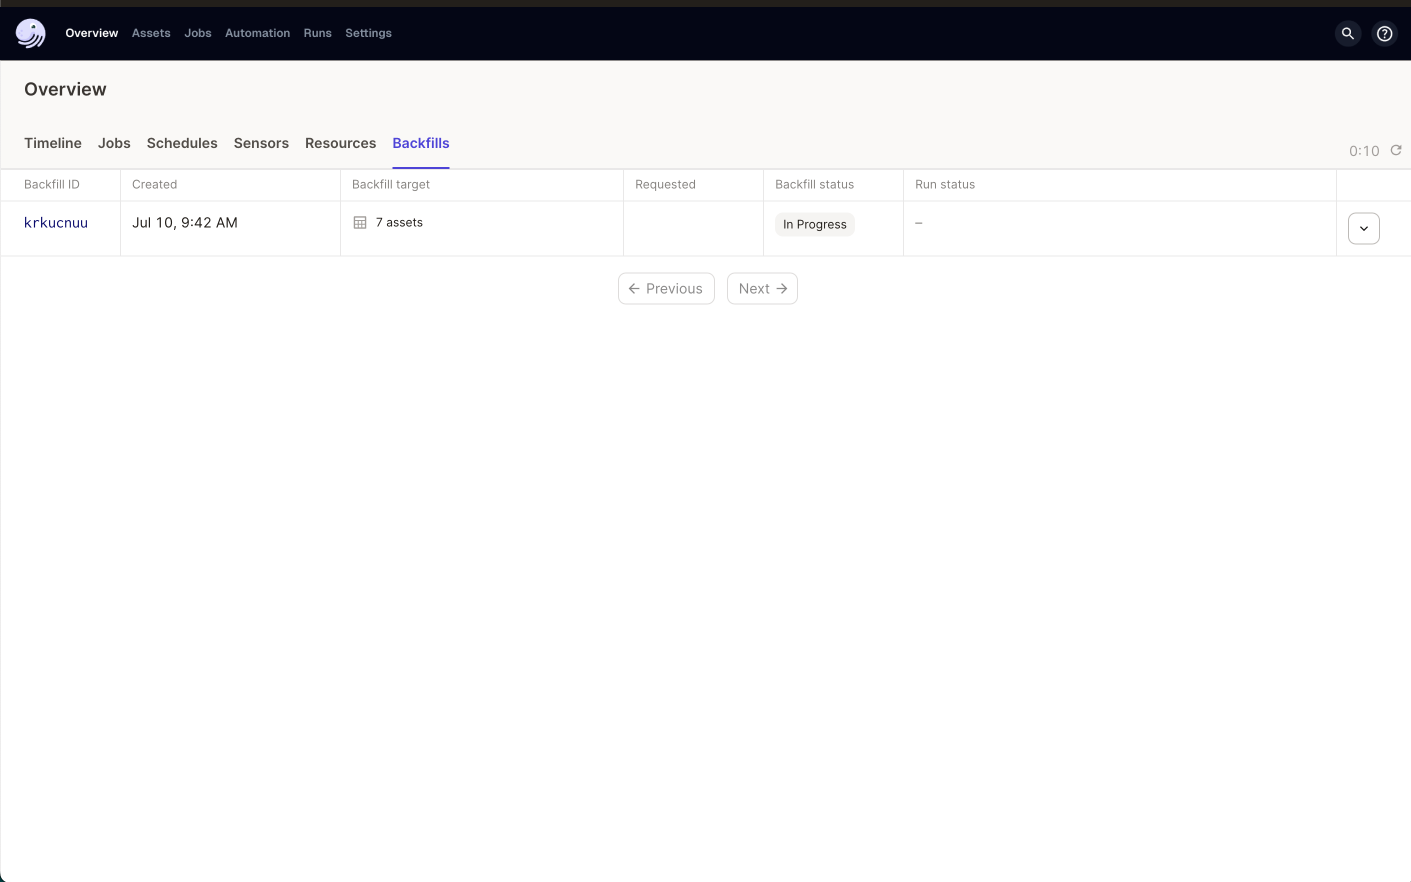 Overview Assets Jobs Automation Runs Settings
Overview
Timeline Jobs Schedules Sensors Resources Backfills
0:10
Backfill ID Created Backfill target Requested Backfill status Run status
krkucnuu Jul 10, 9:42 AM 7 assets In Progress –
← Previous Next →